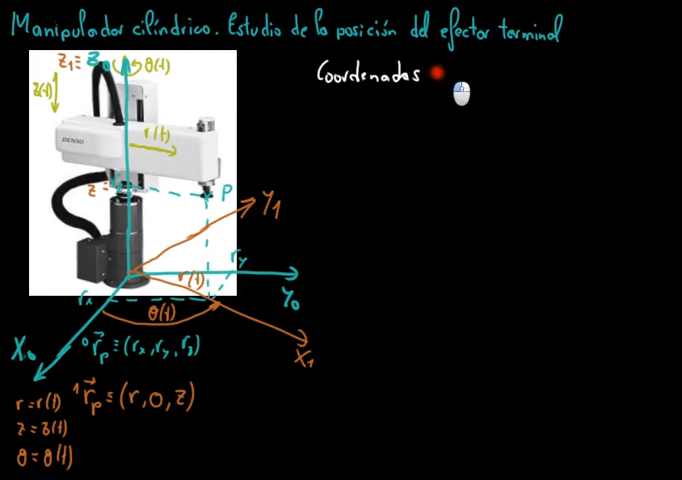 Manipulador cilíndrico. Estudio de la posición del efector terminal
Coordenadas
Z₁ ≡ Z₀
θ(t)
z(t)
r(t)
DENSO
z
P
Y₁
r_y
r(t)
r_x
θ(t)
Y₀
X₀
X₁
⁰r⃗_p ≡ (r_x, r_y, r_z)
¹r⃗_p ≡ (r, 0, z)
r = r(t)
z = z(t)
θ = θ(t)